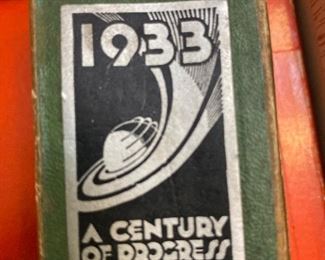 1933
A CENTURY
OF PROGRESS